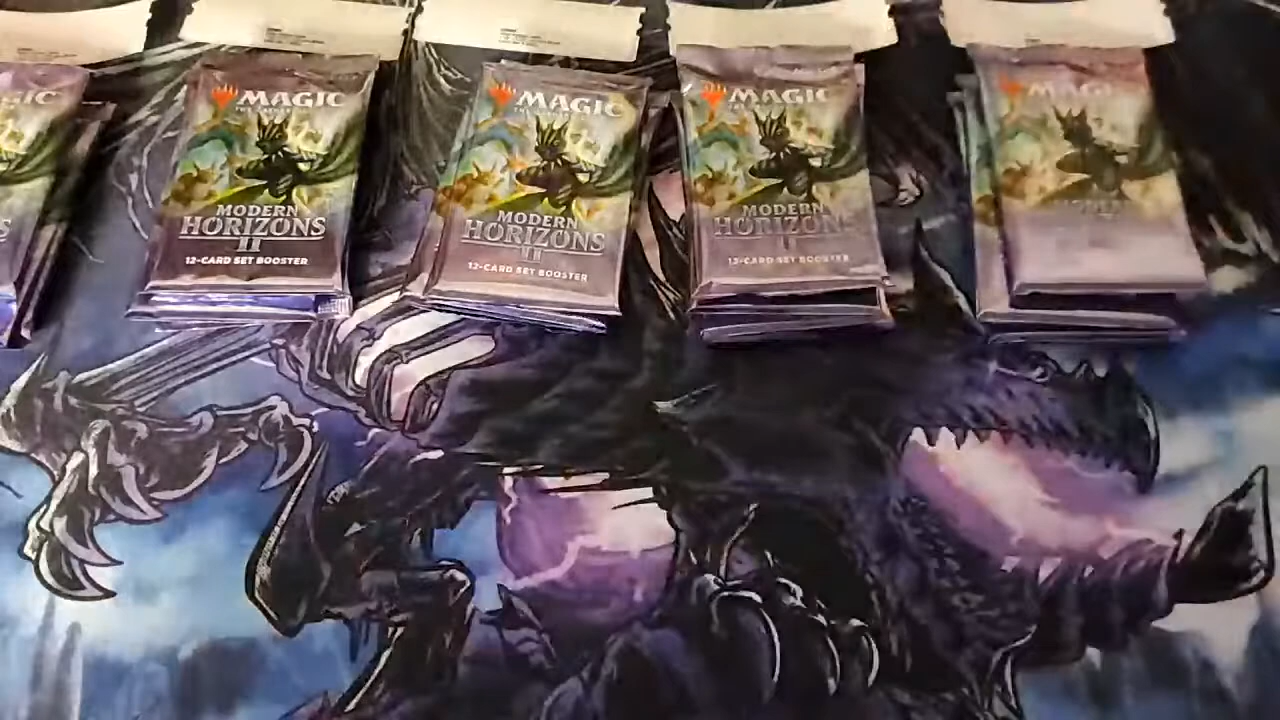 MAGIC
MODERN
HORIZONS
II
12-CARD SET BOOSTER
MAGIC
MODERN
HORIZONS
II
12-CARD SET BOOSTER
MAGIC
MODERN
HORIZONS
12-CARD SET BOOSTER
MAGIC